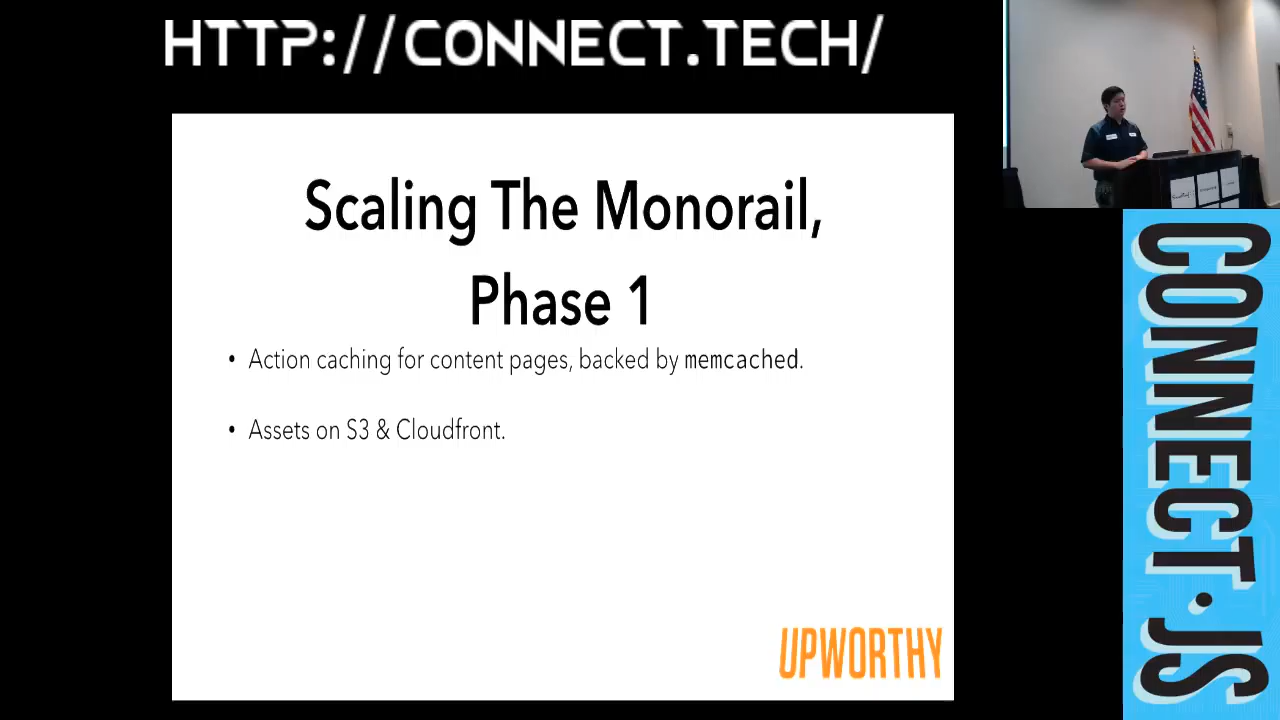 HTTP://CONNECT.TECH/
Scaling The Monorail,
Phase 1
• Action caching for content pages, backed by memcached.
• Assets on S3 & Cloudfront.
UPWORTHY
CONNECT.JS